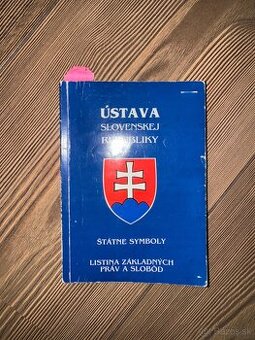 ÚSTAVA
SLOVENSKEJ
REPUBLIKY
ŠTÁTNE SYMBOLY
LISTINA ZÁKLADNÝCH
PRÁV A SLOBÔD